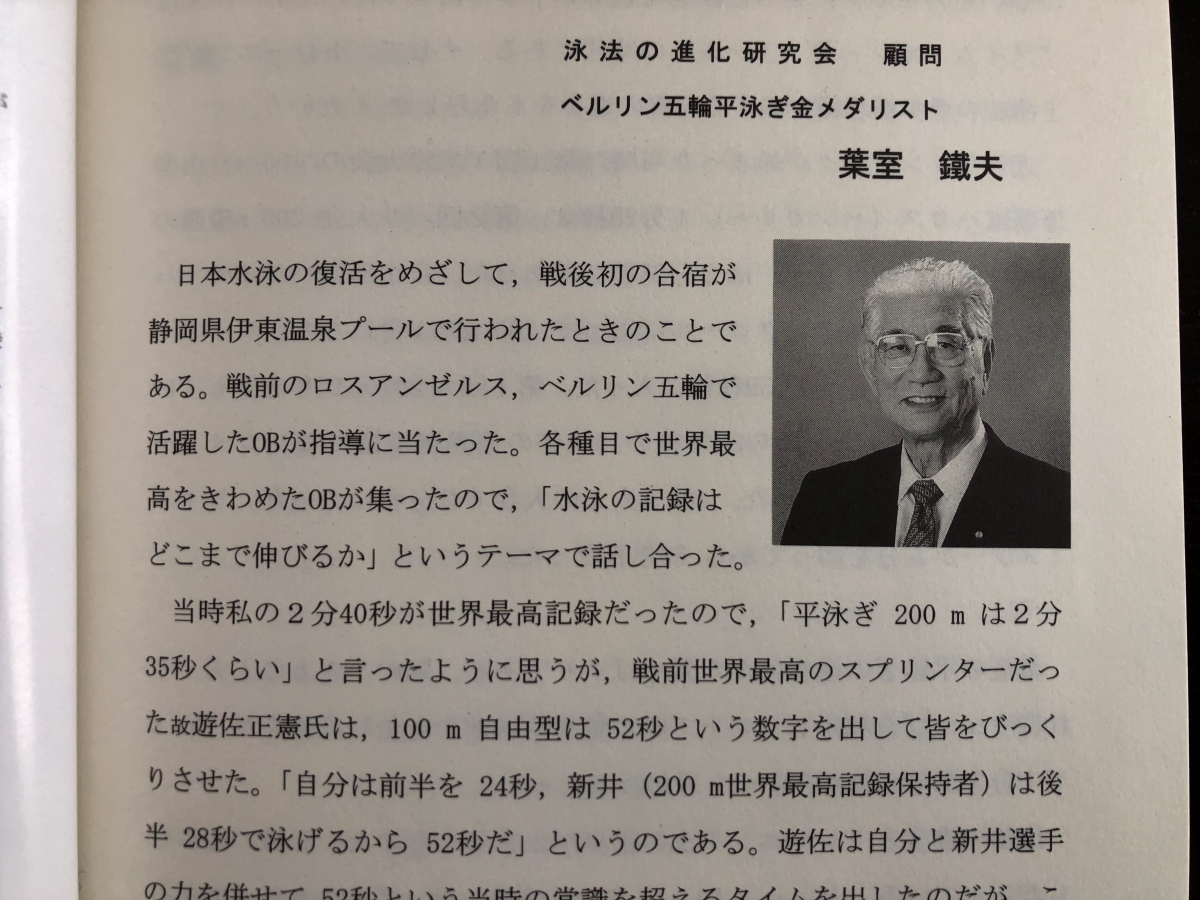 泳法の進化研究会　顧問
ベルリン五輪平泳ぎ金メダリスト
葉室　鐵夫
日本水泳の復活をめざして，戦後初の合宿が
静岡県伊東温泉プールで行われたときのことで
ある。戦前のロスアンゼルス，ベルリン五輪で
活躍したOBが指導に当たった。各種目で世界最
高をきわめたOBが集ったので，「水泳の記録は
どこまで伸びるか」というテーマで話し合った。
当時私の２分40秒が世界最高記録だったので，「平泳ぎ 200 m は２分
35秒くらい」と言ったように思うが，戦前世界最高のスプリンターだっ
た故遊佐正憲氏は，100 m 自由型は 52秒という数字を出して皆をびっく
りさせた。「自分は前半を 24秒，新井（200 m世界最高記録保持者）は後
半 28秒で泳げるから 52秒だ」というのである。遊佐は自分と新井選手
の力を併せて 52秒という当時の常識を超えるタイムを出したのだが，こ